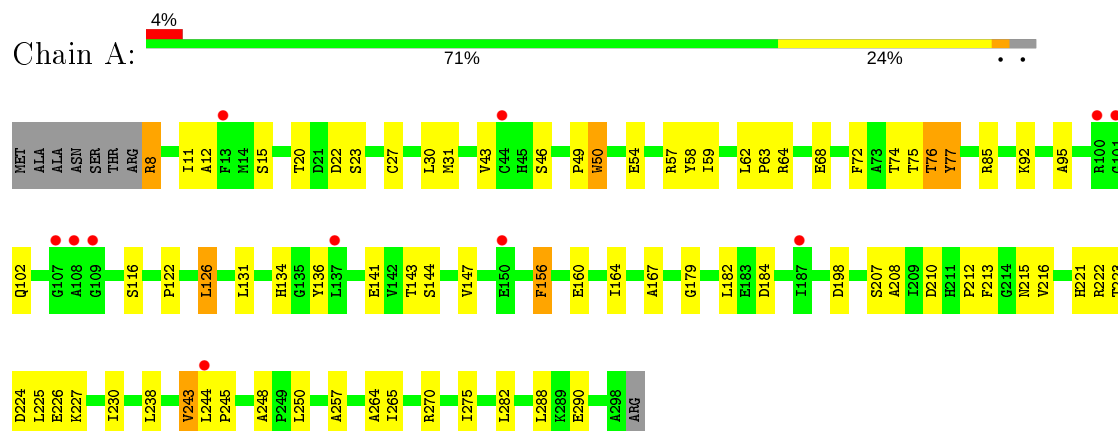 4%
Chain A:
71% 24% . .
MET ALA ALA ASN SER THR ARG R8 I11 A12 F13 M14 S15 T20 D21 D22 S23 C27 L30 M31 V43 C44 H45 S46 P49 W50 E54 R57 Y58 I59 L62 P63 R64 E68 F72 A73 T74 T75 T76 Y77 R85 K92 A95 R100
Q102 G107 A108 G109 S116 P122 L126 L131 H134 G135 Y136 L137 E141 V142 T143 S144 V147 E150 F156 E160 I164 A167 G179 L182 E183 D184 I187 D198 S207 A208 I209 D210 H211 P212 F213 G214 N215 V216 H221 R222 T223
D224 L225 E226 K227 I230 L238 V243 L244 P245 A248 P249 L250 A257 A264 I265 R270 I275 L282 L288 K289 E290 A298 ARG